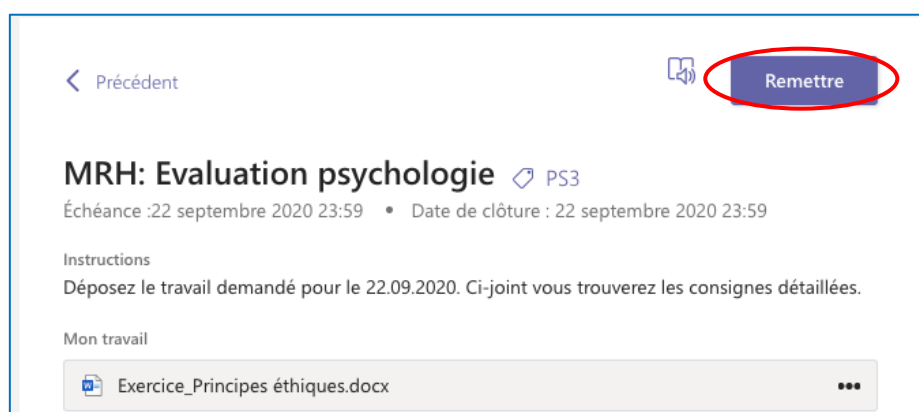 Précédent
Remettre
MRH: Evaluation psychologie PS3
Échéance :22 septembre 2020 23:59 • Date de clôture : 22 septembre 2020 23:59
Instructions
Déposez le travail demandé pour le 22.09.2020. Ci-joint vous trouverez les consignes détaillées.
Mon travail
Exercice_Principes éthiques.docx